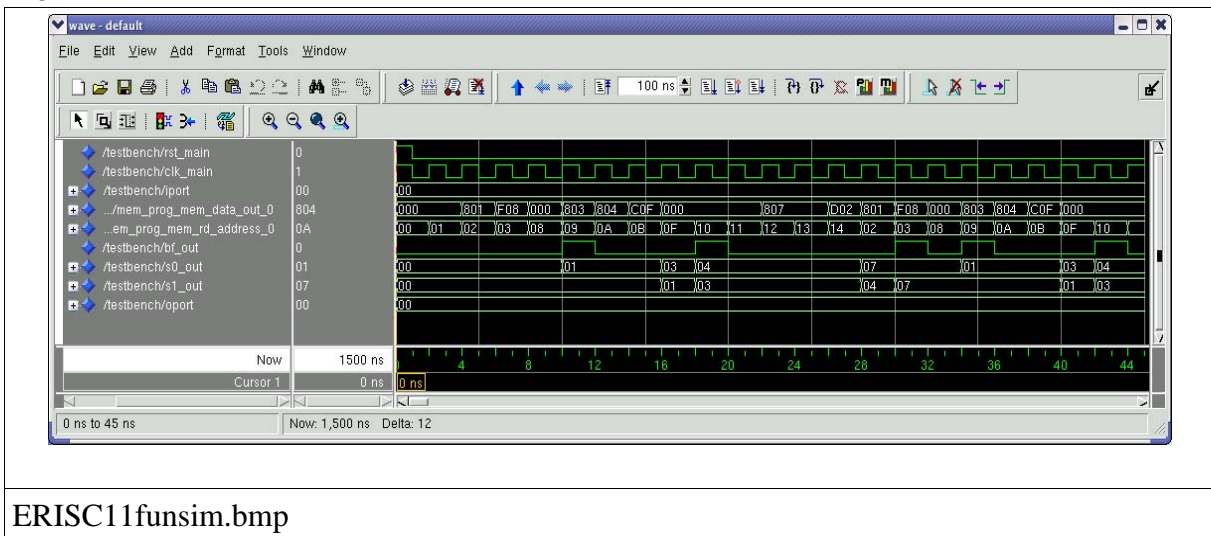 wave - default
File Edit View Add Format Tools Window
100 ns
/testbench/rst_main 0
/testbench/clk_main 1
/testbench/iport 00 00
.../mem_prog_mem_data_out_0 804 000 801 F08 000 803 804 C0F 000 807 D02 801 F08 000 803 804 C0F 000
...em_prog_mem_rd_address_0 0A 00 01 02 03 08 09 0A 0B 0F 10 11 12 13 14 02 03 08 09 0A 0B 0F 10
/testbench/bf_out 0
/testbench/s0_out 01 00 01 03 04 07 01 03 04
/testbench/s1_out 07 00 01 03 04 07 01 03
/testbench/oport 00 00
Now 1500 ns 4 8 12 16 20 24 28 32 36 40 44
Cursor 1 0 ns 0 ns
0 ns to 45 ns Now: 1,500 ns Delta: 12
ERISC11funsim.bmp